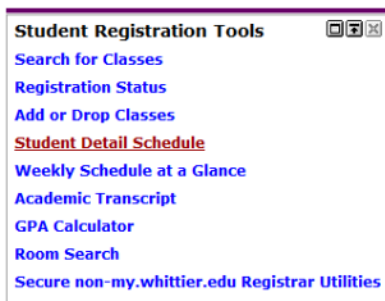 Student Registration Tools
Search for Classes
Registration Status
Add or Drop Classes
Student Detail Schedule
Weekly Schedule at a Glance
Academic Transcript
GPA Calculator
Room Search
Secure non-my.whittier.edu Registrar Utilities